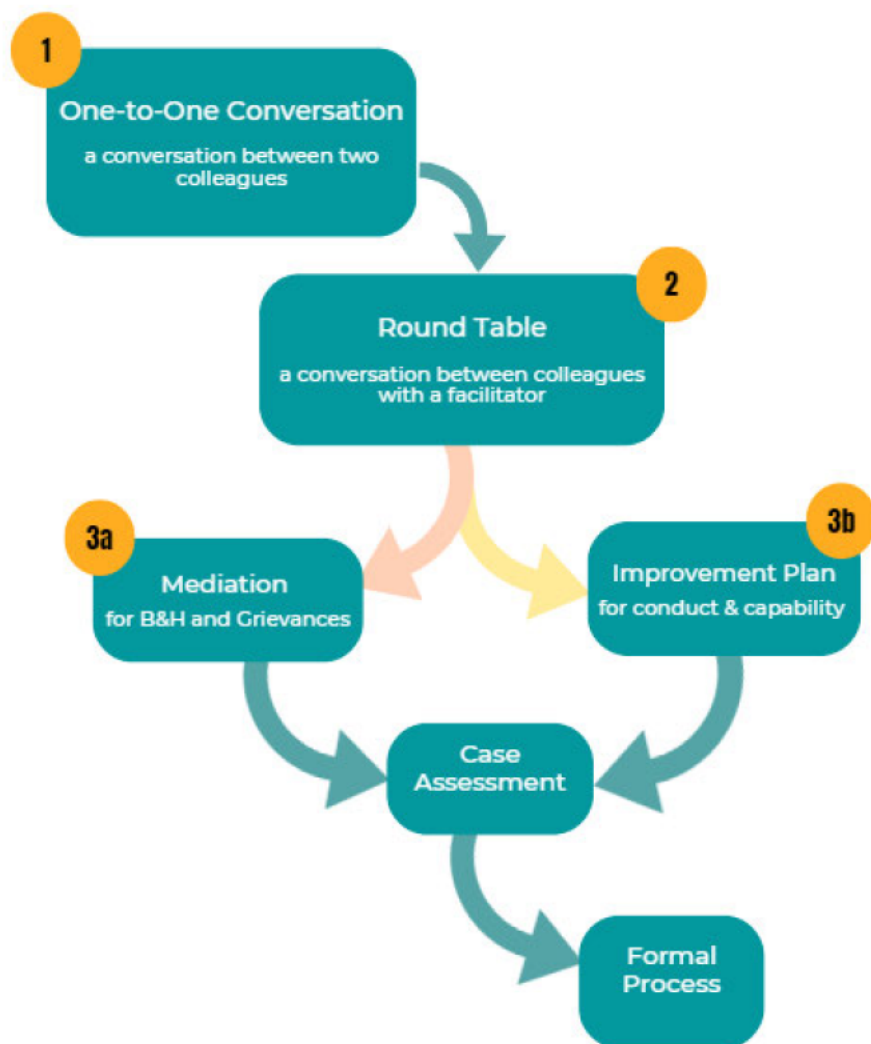 1
One-to-One Conversation
a conversation between two
colleagues
2
Round Table
a conversation between colleagues
with a facilitator
3a
Mediation
for B&H and Grievances
3b
Improvement Plan
for conduct & capability
Case
Assessment
Formal
Process